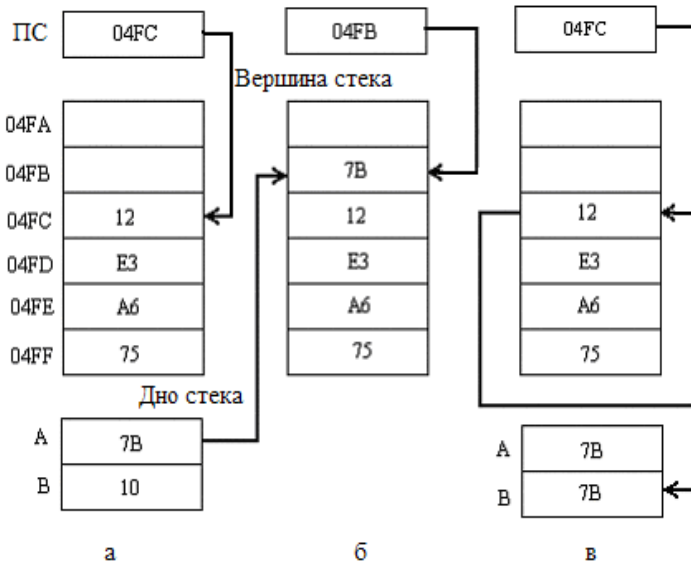 ПС 04FC 04FB 04FC
Вершина стека
04FA
04FB 7B
04FC 12 12 12
04FD E3 E3 E3
04FE A6 A6 A6
04FF 75 75 75
Дно стека
A 7B A 7B
B 10 B 7B
а б в